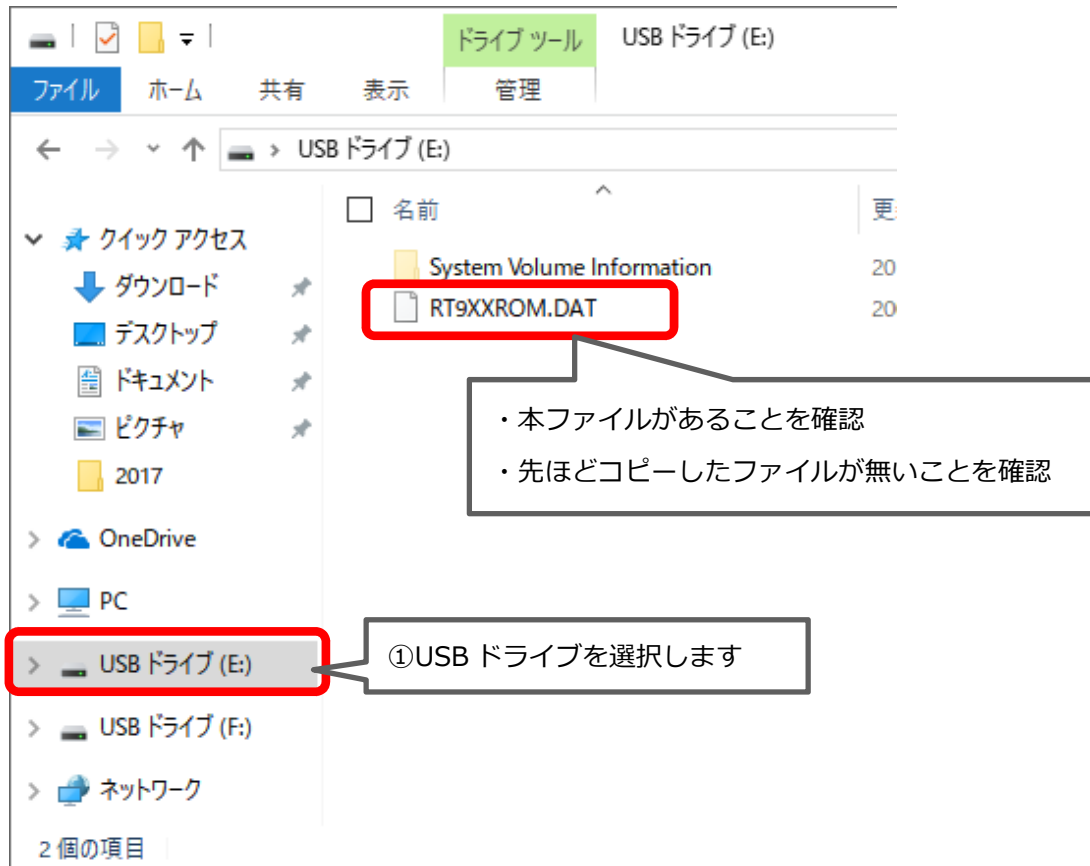 ドライブ ツール USB ドライブ (E:)
ファイル ホーム 共有 表示 管理
USB ドライブ (E:)
名前 更
クイック アクセス
System Volume Information 20
ダウンロード
RT9XXROM.DAT 20
デスクトップ
ドキュメント
・本ファイルがあることを確認
ピクチャ
・先ほどコピーしたファイルが無いことを確認
2017
OneDrive
PC
①USB ドライブを選択します
USB ドライブ (E:)
USB ドライブ (F:)
ネットワーク
2 個の項目